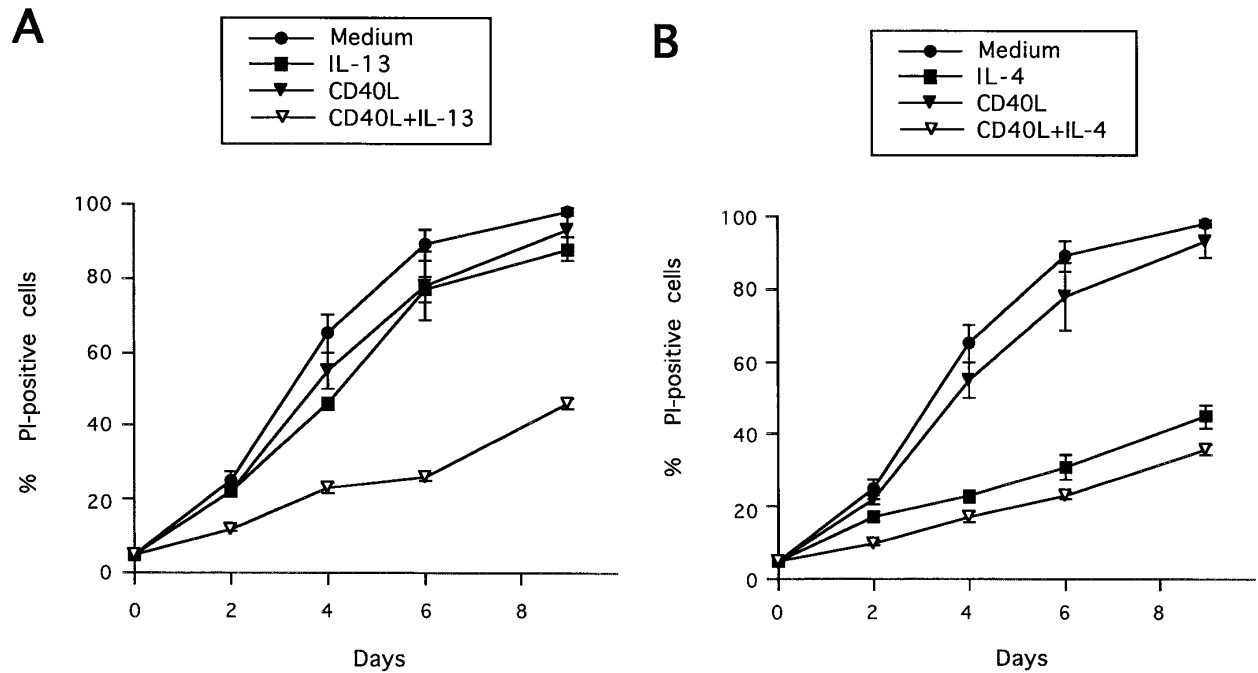 A
Medium
IL-13
CD40L
CD40L+IL-13
% PI-positive cells
100
80
60
40
20
0
0 2 4 6 8
Days
B
Medium
IL-4
CD40L
CD40L+IL-4
% PI-positive cells
100
80
60
40
20
0
0 2 4 6 8
Days